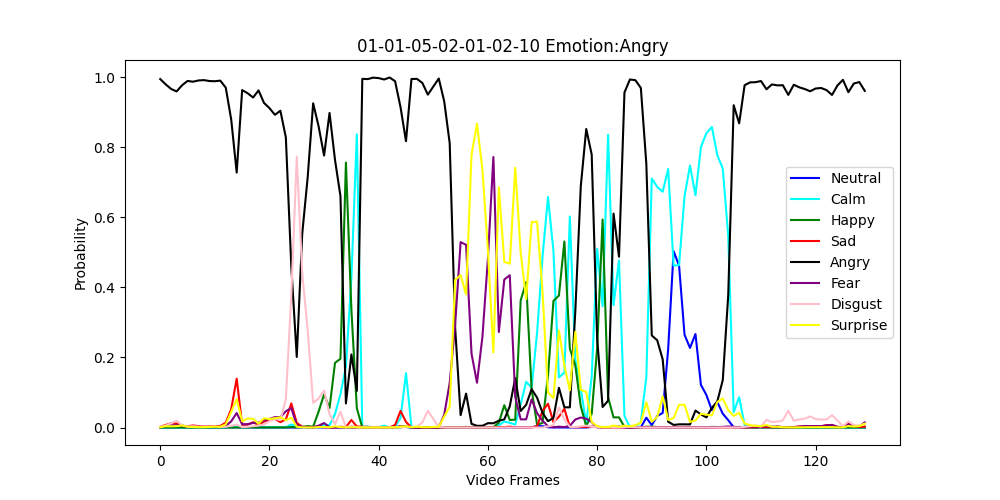 01-01-05-02-01-02-10 Emotion:Angry
Probability
1.0
0.8
0.6
0.4
0.2
0.0
0
20
40
60
80
100
120
Video Frames
Neutral
Calm
Happy
Sad
Angry
Fear
Disgust
Surprise